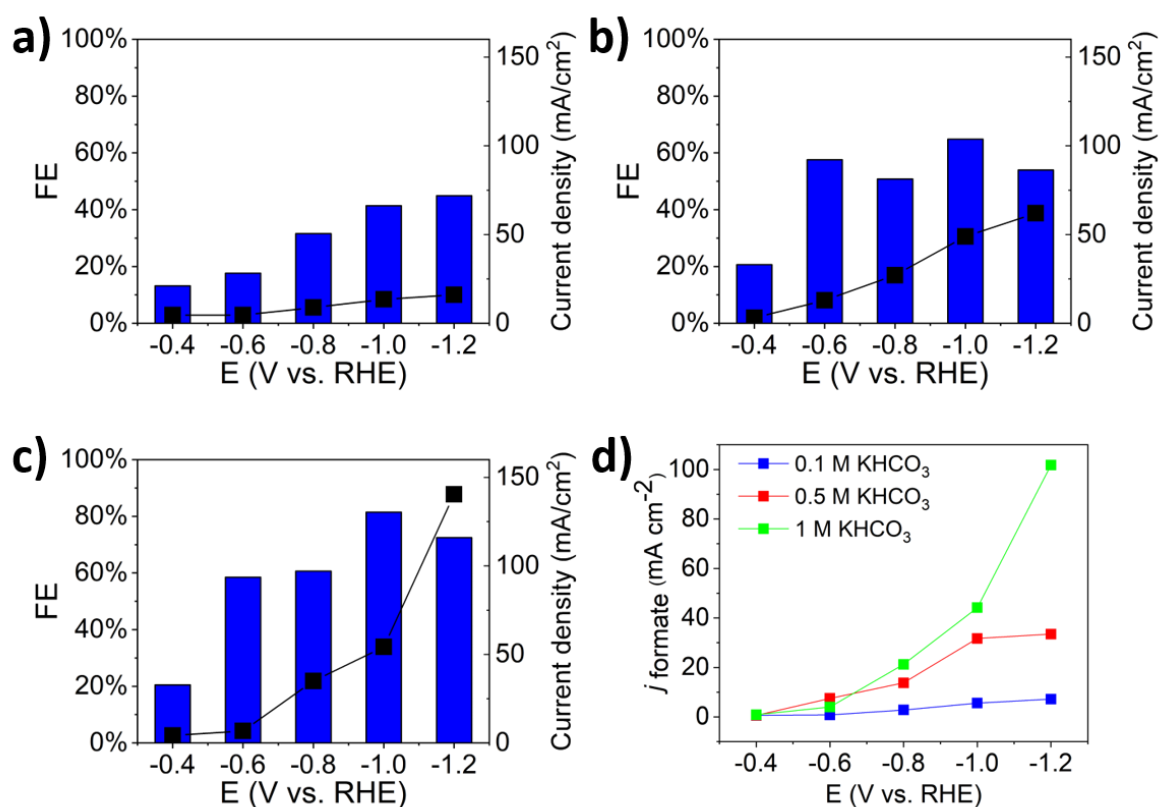 a)
100%
80%
60%
40%
20%
0%
FE
150
100
50
0
Current density (mA/cm²)
-0.4 -0.6 -0.8 -1.0 -1.2
E (V vs. RHE)
b)
100%
80%
60%
40%
20%
0%
FE
150
100
50
0
Current density (mA/cm²)
-0.4 -0.6 -0.8 -1.0 -1.2
E (V vs. RHE)
c)
100%
80%
60%
40%
20%
0%
FE
150
100
50
0
Current density (mA/cm²)
-0.4 -0.6 -0.8 -1.0 -1.2
E (V vs. RHE)
d)
100
80
60
40
20
0
j formate (mA cm⁻²)
0.1 M KHCO₃
0.5 M KHCO₃
1 M KHCO₃
-0.4 -0.6 -0.8 -1.0 -1.2
E (V vs. RHE)